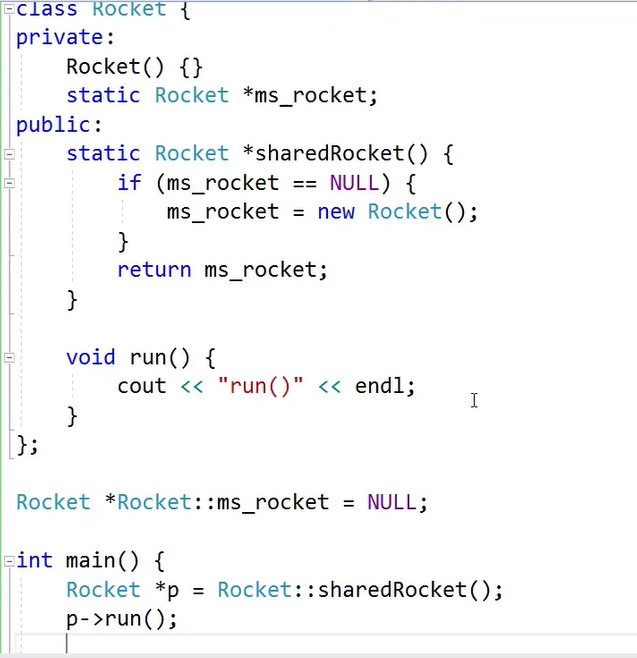 class Rocket {
private:
    Rocket() {}
    static Rocket *ms_rocket;
public:
    static Rocket *sharedRocket() {
        if (ms_rocket == NULL) {
            ms_rocket = new Rocket();
        }
        return ms_rocket;
    }

    void run() {
        cout << "run()" << endl;
    }
};

Rocket *Rocket::ms_rocket = NULL;

int main() {
    Rocket *p = Rocket::sharedRocket();
    p->run();